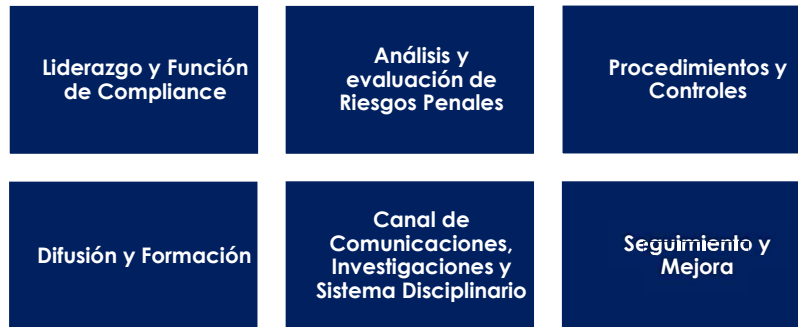 Liderazgo y Función
de Compliance
Análisis y
evaluación de
Riesgos Penales
Procedimientos y
Controles
Difusión y Formación
Canal de
Comunicaciones,
Investigaciones y
Sistema Disciplinario
Seguimiento y
Mejora